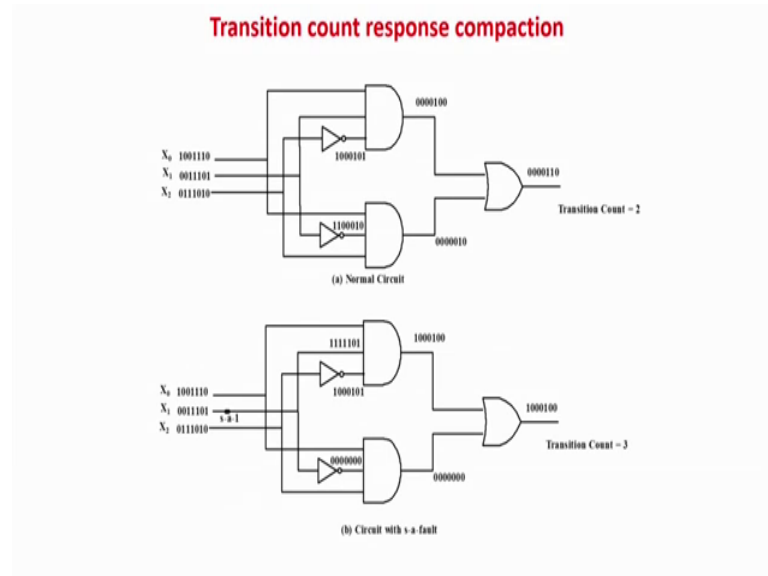 Transition count response compaction
0000100
X₀ 1001110
1000101
X₁ 0011101
0000110
X₂ 0111010
Transition Count = 2
1100010
0000010
(a) Normal Circuit
1111101
1000100
X₀ 1001110
1000101
X₁ 0011101
s-a-1
1000100
X₂ 0111010
Transition Count = 3
0000000
0000000
(b) Circuit with s-a-fault